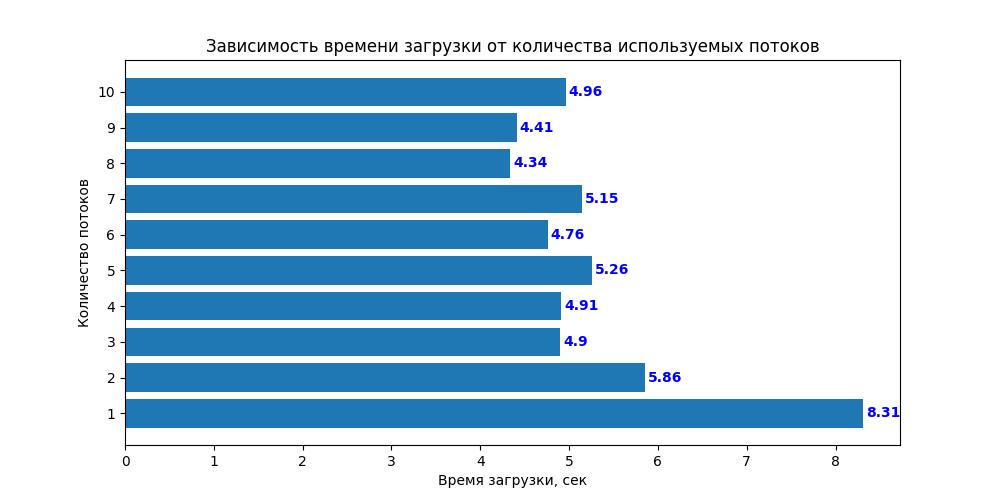 Зависимость времени загрузки от количества используемых потоков
Количество потоков
10 4.96
9 4.41
8 4.34
7 5.15
6 4.76
5 5.26
4 4.91
3 4.9
2 5.86
1 8.31
0 1 2 3 4 5 6 7 8
Время загрузки, сек